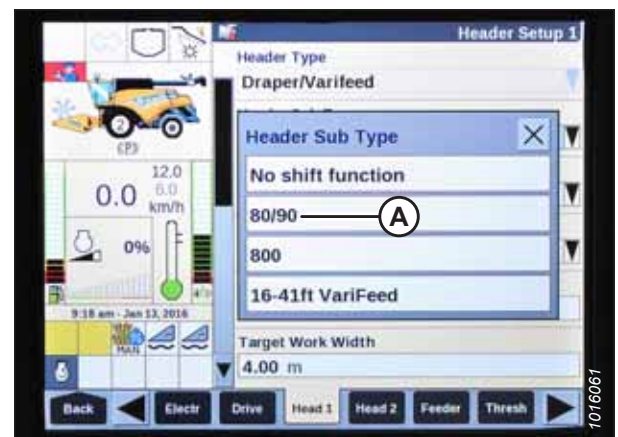 Header Setup 1
Header Type
Draper/Varifeed
Header Sub Type
No shift function
80/90
A
800
16-41ft VariFeed
Target Work Width
4.00 m
2
(P3)
12.0
6.0
0.0 km/h
0%
9:18 am - Jan 13, 2016
MAN
Back
Electr
Drive
Head 1
Head 2
Feeder
Thresh
1016061